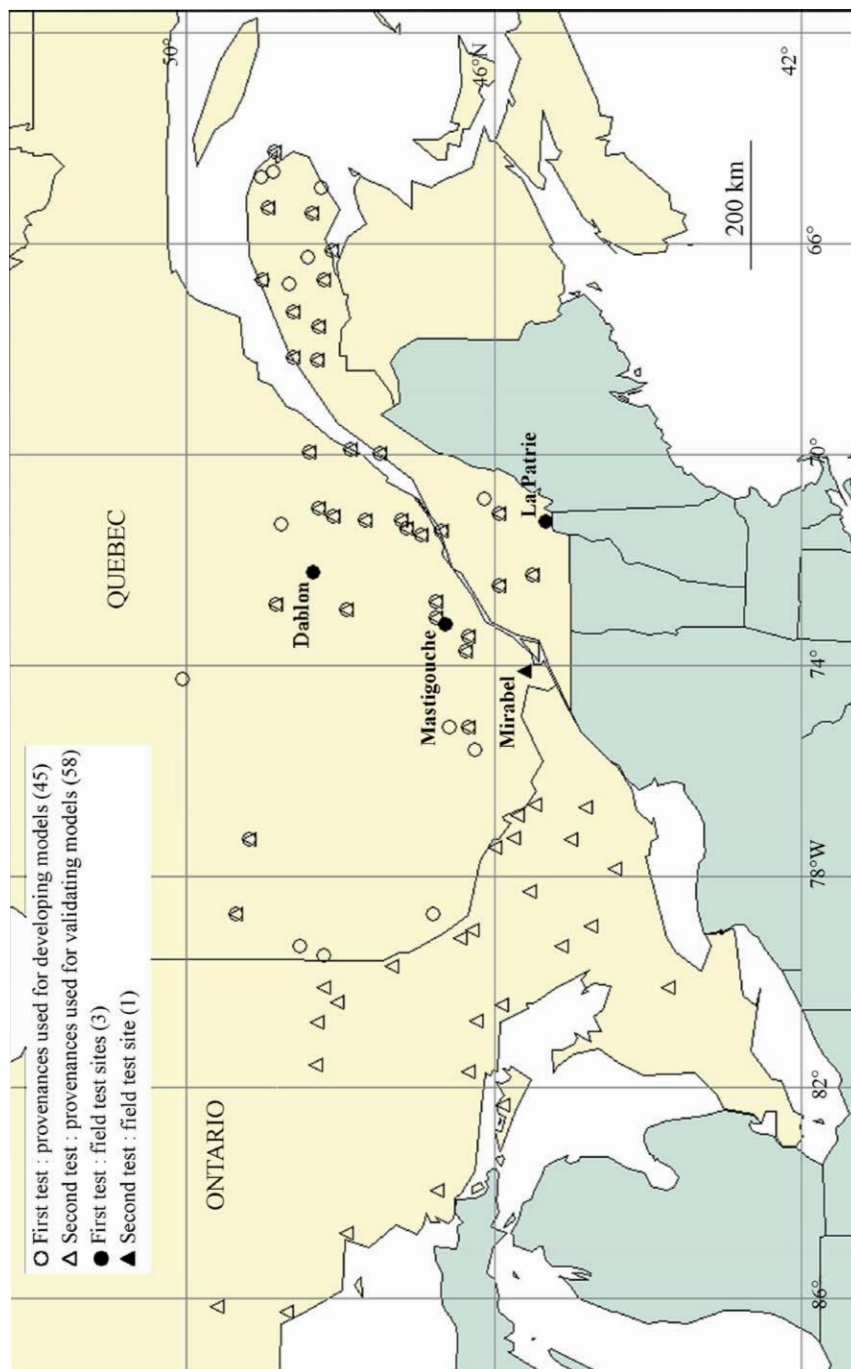 ○ First test : provenances used for developing models (45)
△ Second test : provenances used for validating models (58)
● First test : field test sites (3)
▲ Second test : field test site (1)
QUEBEC
ONTARIO
Dablon
Mastigouche
Mirabel
La Patrie
200 km
50°
46°N
42°
86°
82°
78°W
74°
70°
66°